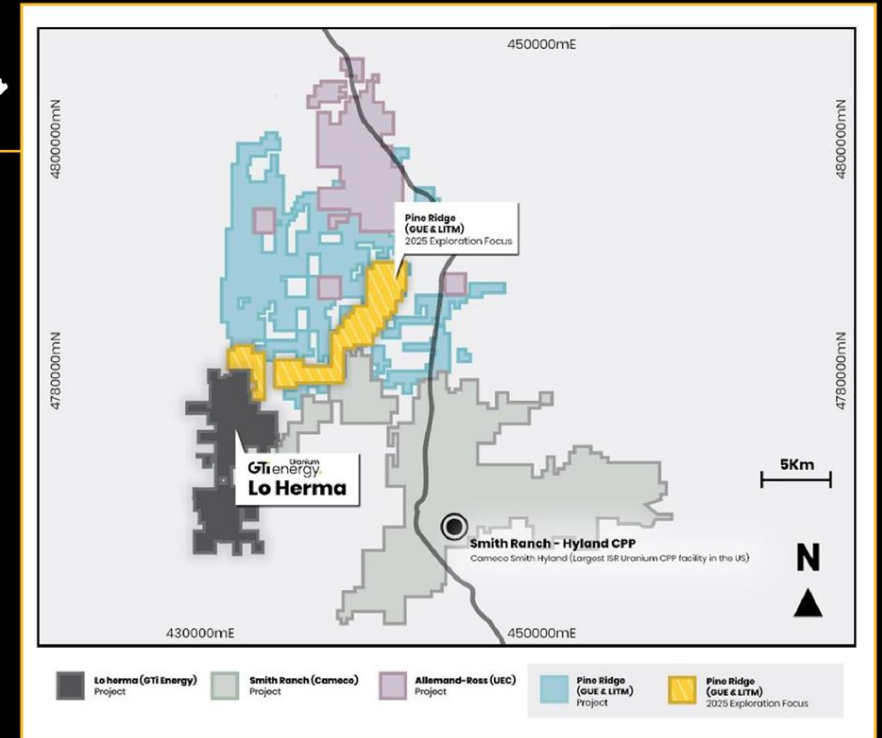 450000mE
4800000mN
4800000mN
Pine Ridge
(GUE & LITM)
2025 Exploration Focus
4780000mN
4780000mN
Uranium
GTi energy.
Lo Herma
5Km
Smith Ranch - Hyland CPP
Cameco Smith Hyland (Largest ISR Uranium CPP facility in the US)
N
430000mE
450000mE
Lo herma (GTi Energy)
Project
Smith Ranch (Cameco)
Project
Allemand-Ross (UEC)
Project
Pine Ridge
(GUE & LITM)
Project
Pine Ridge
(GUE & LITM)
2025 Exploration Focus